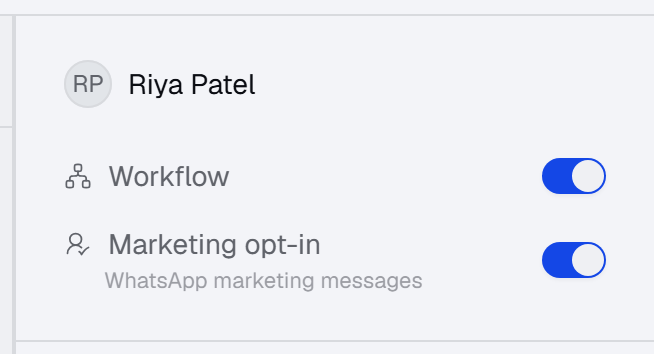 RP
Riya Patel
Workflow
Marketing opt-in
WhatsApp marketing messages